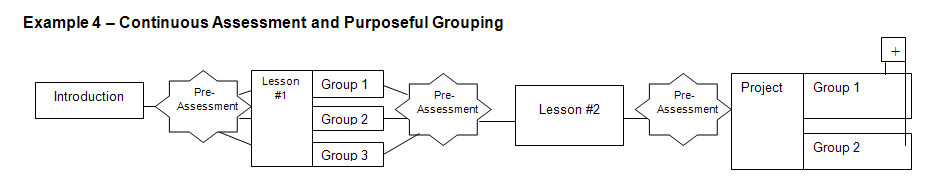 Example 4 – Continuous Assessment and Purposeful Grouping
Introduction
Pre-
Assessment
Lesson
#1
Group 1
Group 2
Group 3
Pre-
Assessment
Lesson #2
Pre-
Assessment
Project
Group 1
Group 2
+